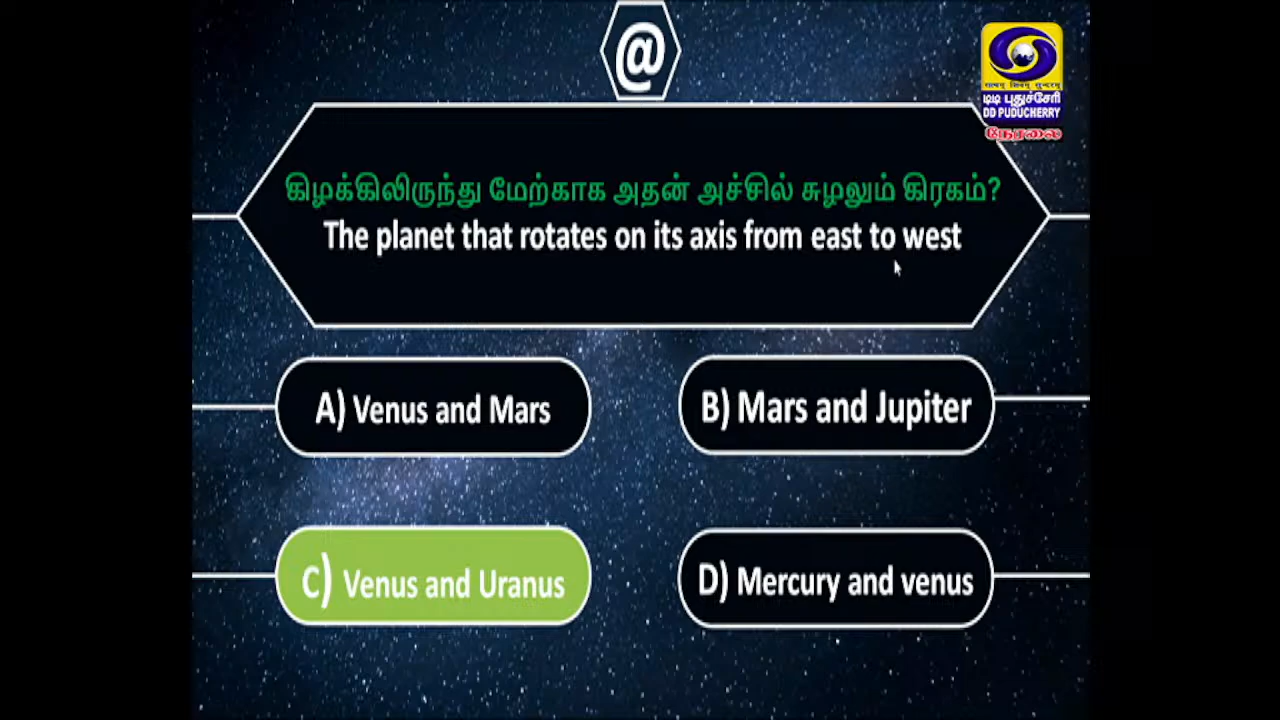 @
டிடி புதுச்சேரி
DD PUDUCHERRY
நேரலை
கிழக்கிலிருந்து மேற்காக அதன் அச்சில் சுழலும் கிரகம்?
The planet that rotates on its axis from east to west
A) Venus and Mars
B) Mars and Jupiter
C) Venus and Uranus
D) Mercury and venus